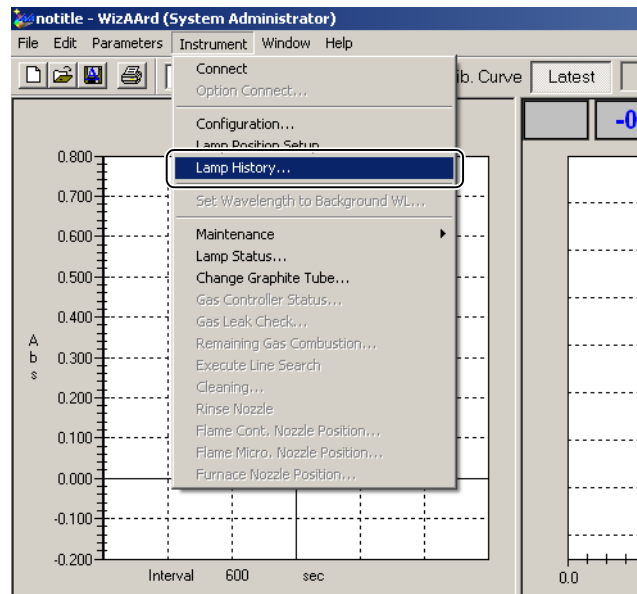 notitle - WizAArd (System Administrator)
File Edit Parameters Instrument Window Help
ib. Curve Latest
-0
Connect
Option Connect...
Configuration...
Lamp Position Setup
Lamp History...
Set Wavelength to Background WL...
Maintenance
Lamp Status...
Change Graphite Tube...
Gas Controller Status...
Gas Leak Check...
Remaining Gas Combustion...
Execute Line Search
Cleaning...
Rinse Nozzle
Flame Cont. Nozzle Position...
Flame Micro. Nozzle Position...
Furnace Nozzle Position...
Abs
0.800
0.700
0.600
0.500
0.400
0.300
0.200
0.100
0.000
-0.100
-0.200
Interval 600 sec
0.0